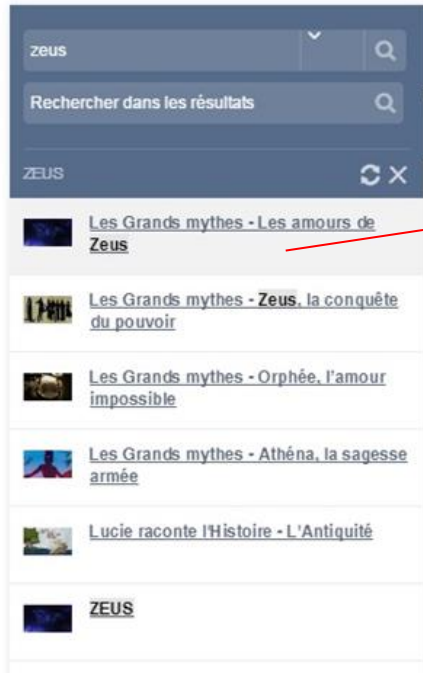 zeus
Rechercher dans les résultats
ZEUS
Les Grands mythes - Les amours de
Zeus
Les Grands mythes - Zeus, la conquête
du pouvoir
Les Grands mythes - Orphée, l'amour
impossible
Les Grands mythes - Athéna, la sagesse
armée
Lucie raconte l'Histoire - L'Antiquité
ZEUS